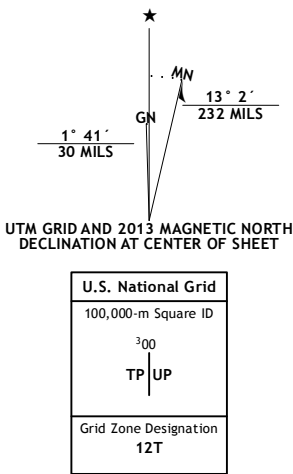 ★
MN
GN
13° 2´
232 MILS
1° 41´
30 MILS
UTM GRID AND 2013 MAGNETIC NORTH
DECLINATION AT CENTER OF SHEET
U.S. National Grid
100,000-m Square ID
³00
TP UP
Grid Zone Designation
12T